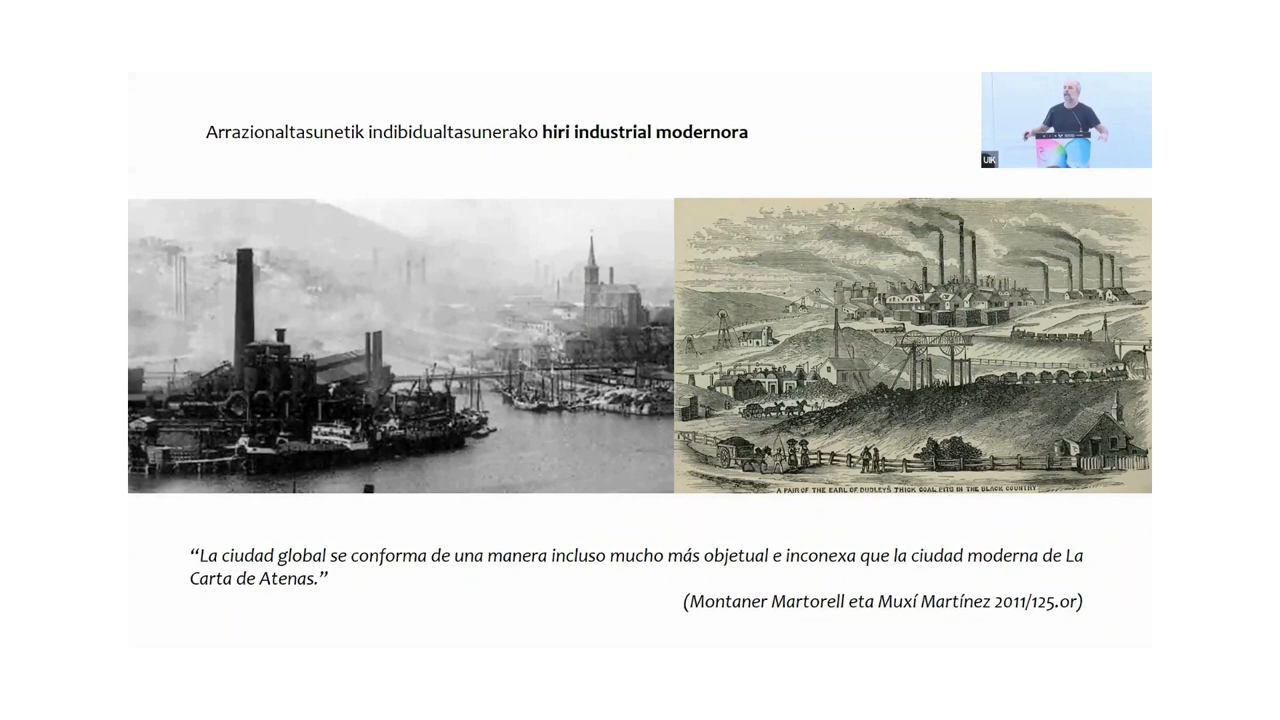 Arrazionaltasunetik indibidualtasunerako hiri industrial modernora
UIK
A PAIR OF THE EARL OF DUDLEY'S THICK COAL PITS IN THE BLACK COUNTRY
“La ciudad global se conforma de una manera incluso mucho más objetual e inconexa que la ciudad moderna de La
Carta de Atenas.”
(Montaner Martorell eta Muxí Martínez 2011/125.or)